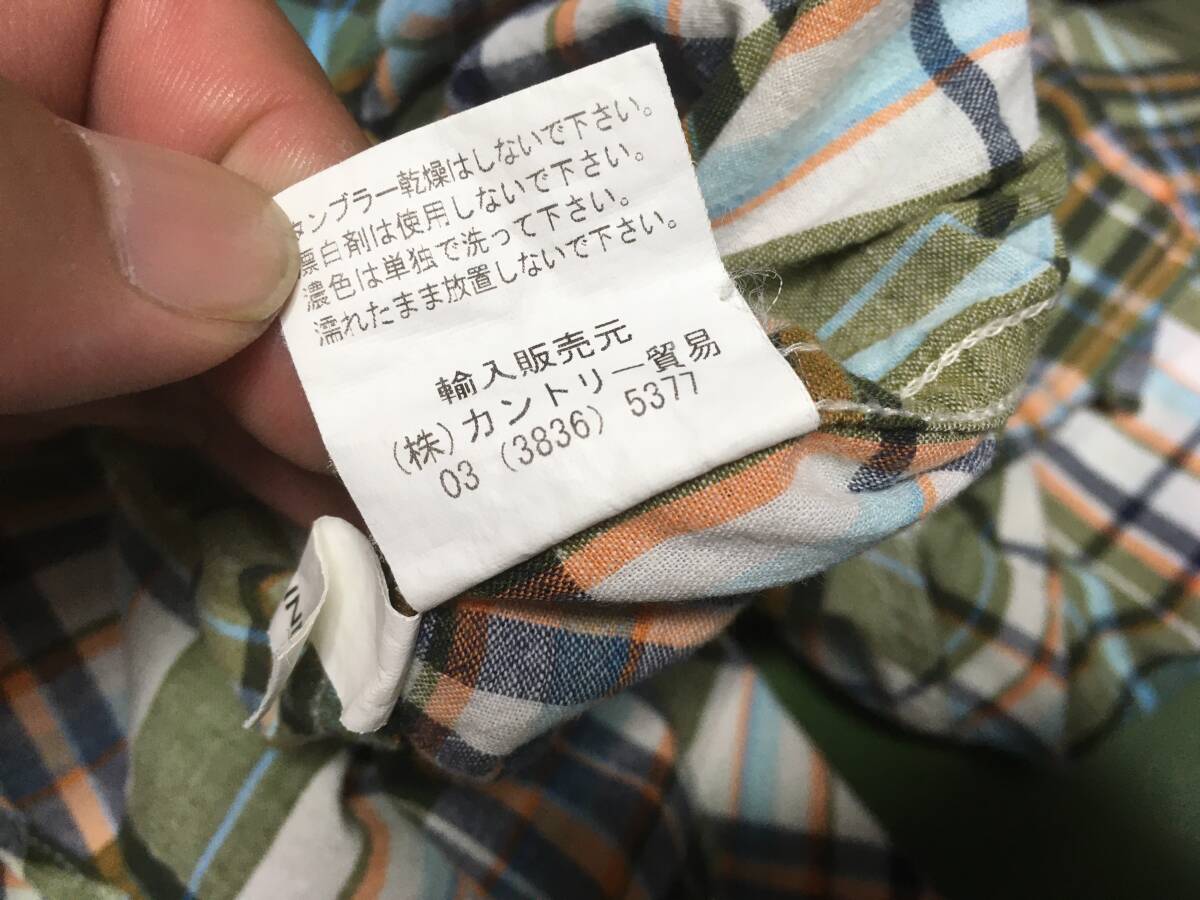 タンブラー乾燥はしないで下さい。
漂白剤は使用しないで下さい。
濃色は単独で洗って下さい。
濡れたまま放置しないで下さい。
輸入販売元
(株)カントリー貿易
03 (3836) 5377
IN